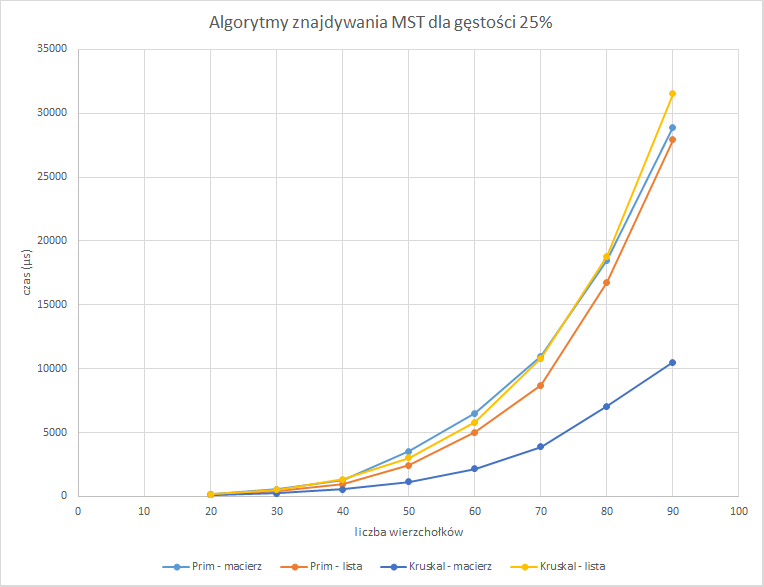 Algorytmy znajdywania MST dla gęstości 25%
35000
30000
25000
20000
15000
10000
5000
0
czas (µs)
0 10 20 30 40 50 60 70 80 90 100
liczba wierzchołków
Prim - macierz Prim - lista Kruskal - macierz Kruskal - lista